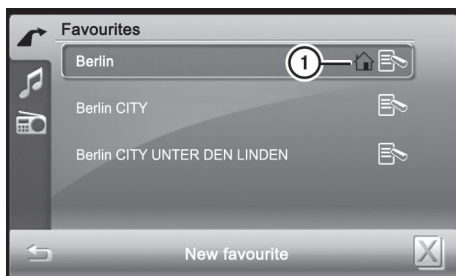 Favourites
Berlin
1
Berlin CITY
Berlin CITY UNTER DEN LINDEN
New favourite
X